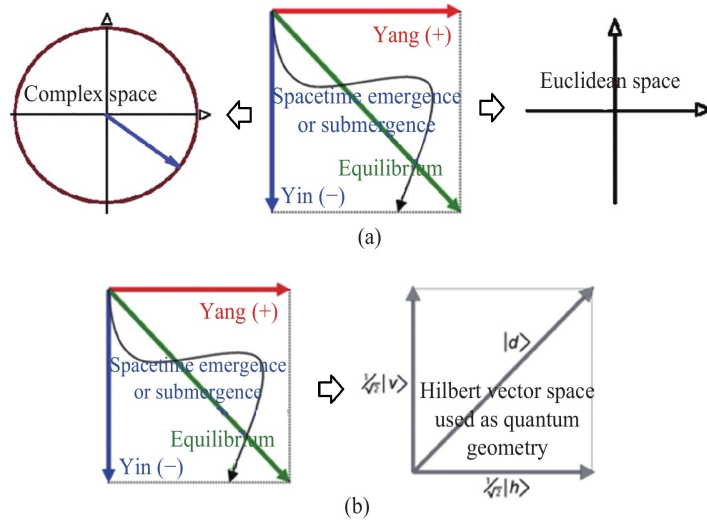 Complex space
Yang (+)
Spacetime emergence
or submergence
Equilibrium
Yin (−)
Euclidean space
(a)
Yang (+)
Spacetime emergence
or submergence
Equilibrium
Yin (−)
|d⟩
1/√2|v⟩
Hilbert vector space
used as quantum
geometry
1/√2|h⟩
(b)